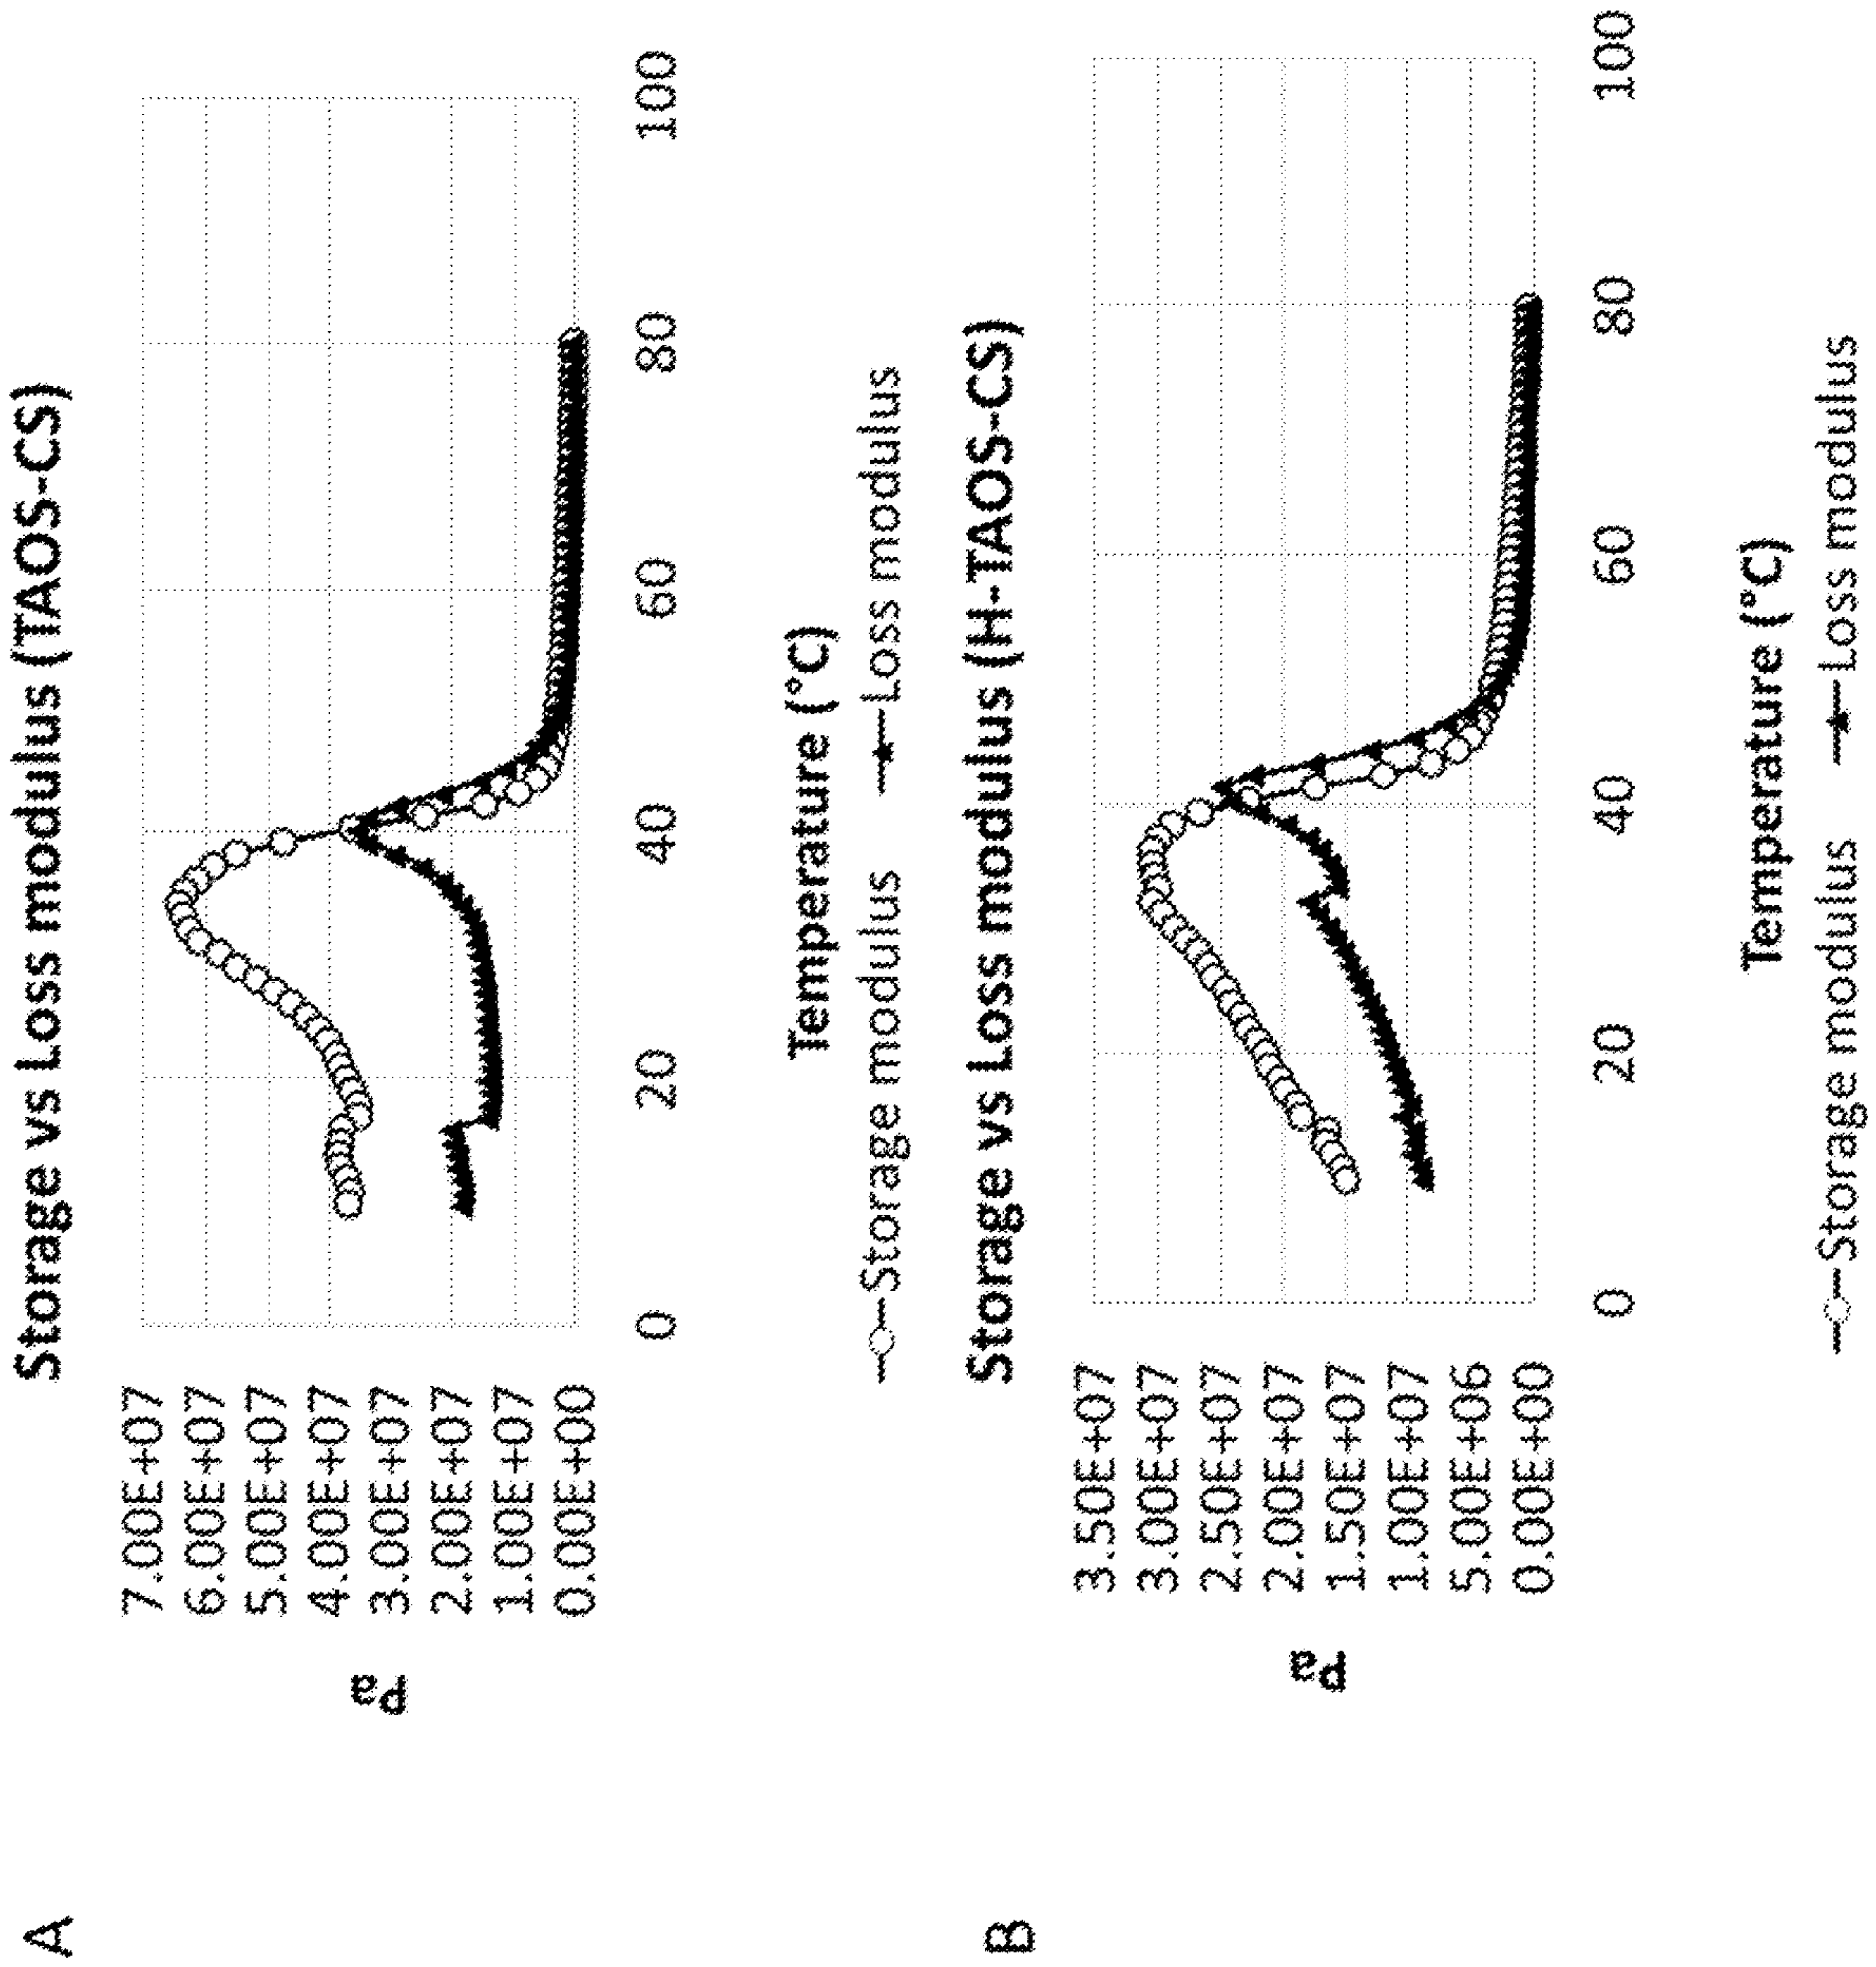 A
Storage vs Loss modulus (TAOS-CS)
7.00E+07
6.00E+07
5.00E+07
4.00E+07
3.00E+07
2.00E+07
1.00E+07
0.00E+00
Pa
0 20 40 60 80 100
Temperature (°C)
Storage modulus Loss modulus
B
Storage vs Loss modulus (H-TAOS-CS)
3.50E+07
3.00E+07
2.50E+07
2.00E+07
1.50E+07
1.00E+07
5.00E+06
0.00E+00
Pa
0 20 40 60 80 100
Temperature (°C)
Storage modulus Loss modulus